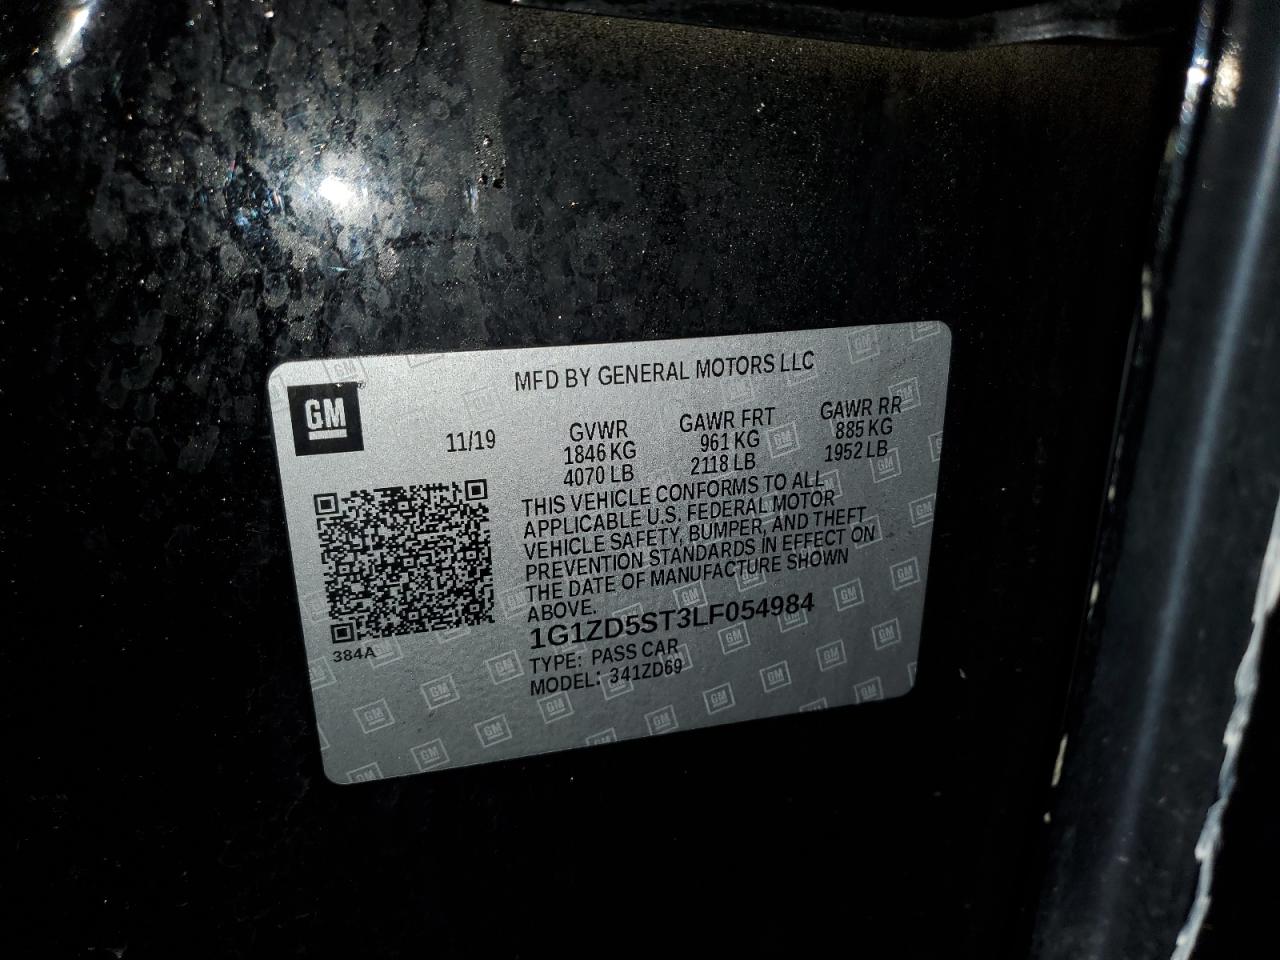 MFD BY GENERAL MOTORS LLC
GM
11/19
GVWR
1846 KG
4070 LB
GAWR FRT
961 KG
2118 LB
GAWR RR
885 KG
1952 LB
THIS VEHICLE CONFORMS TO ALL
APPLICABLE U.S. FEDERAL MOTOR
VEHICLE SAFETY, BUMPER, AND THEFT
PREVENTION STANDARDS IN EFFECT ON
THE DATE OF MANUFACTURE SHOWN
ABOVE.
1G1ZD5ST3LF054984
TYPE: PASS CAR
MODEL: 341ZD69
384A